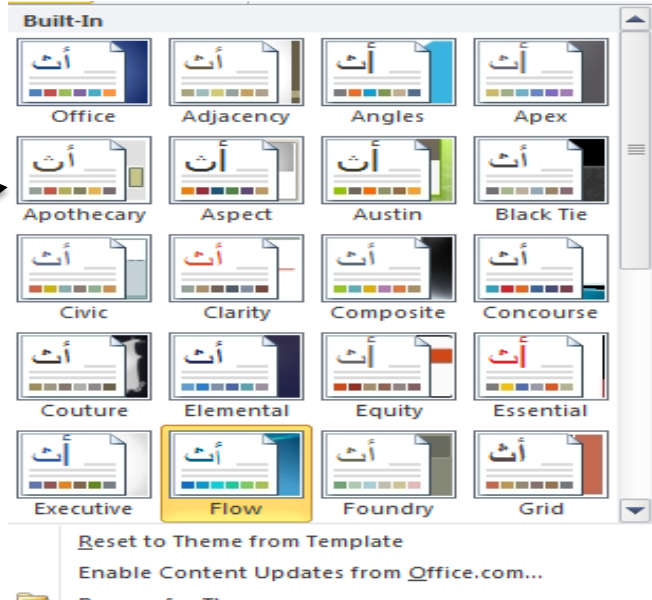 Built-In
أث أث أث أث
Office Adjacency Angles Apex
أث أث أث أث
Apothecary Aspect Austin Black Tie
أث أث أث أث
Civic Clarity Composite Concourse
أث أث أث أث
Couture Elemental Equity Essential
أث أث أث أث
Executive Flow Foundry Grid
Reset to Theme from Template
Enable Content Updates from Office.com...